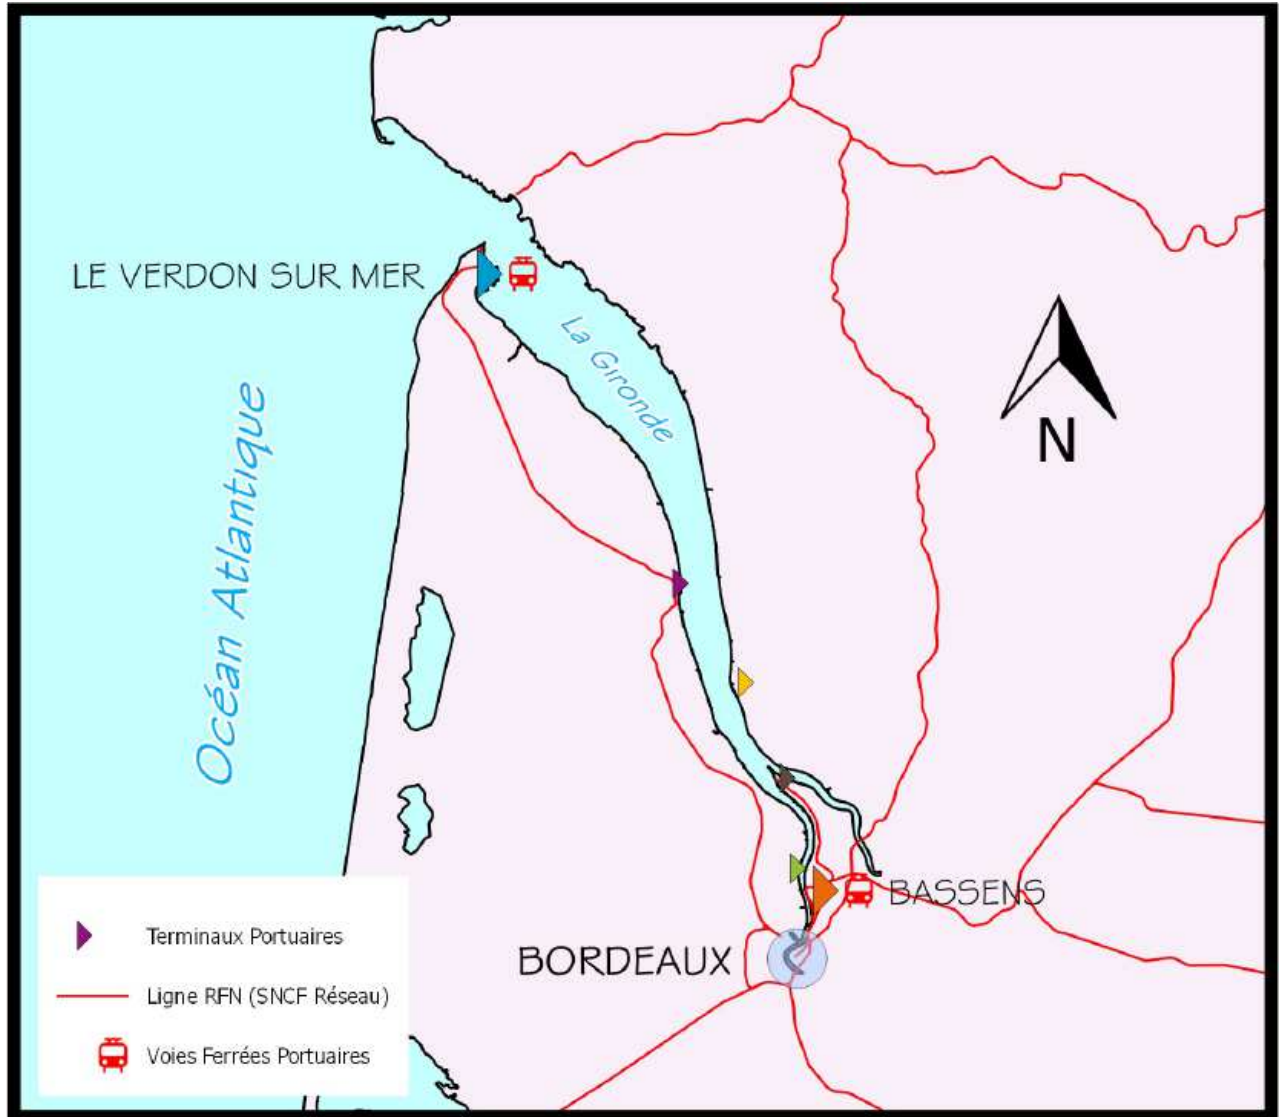 LE VERDON SUR MER
La Gironde
N
Océan Atlantique
BASSENS
BORDEAUX
Terminaux Portuaires
Ligne RFN (SNCF Réseau)
Voies Ferrées Portuaires